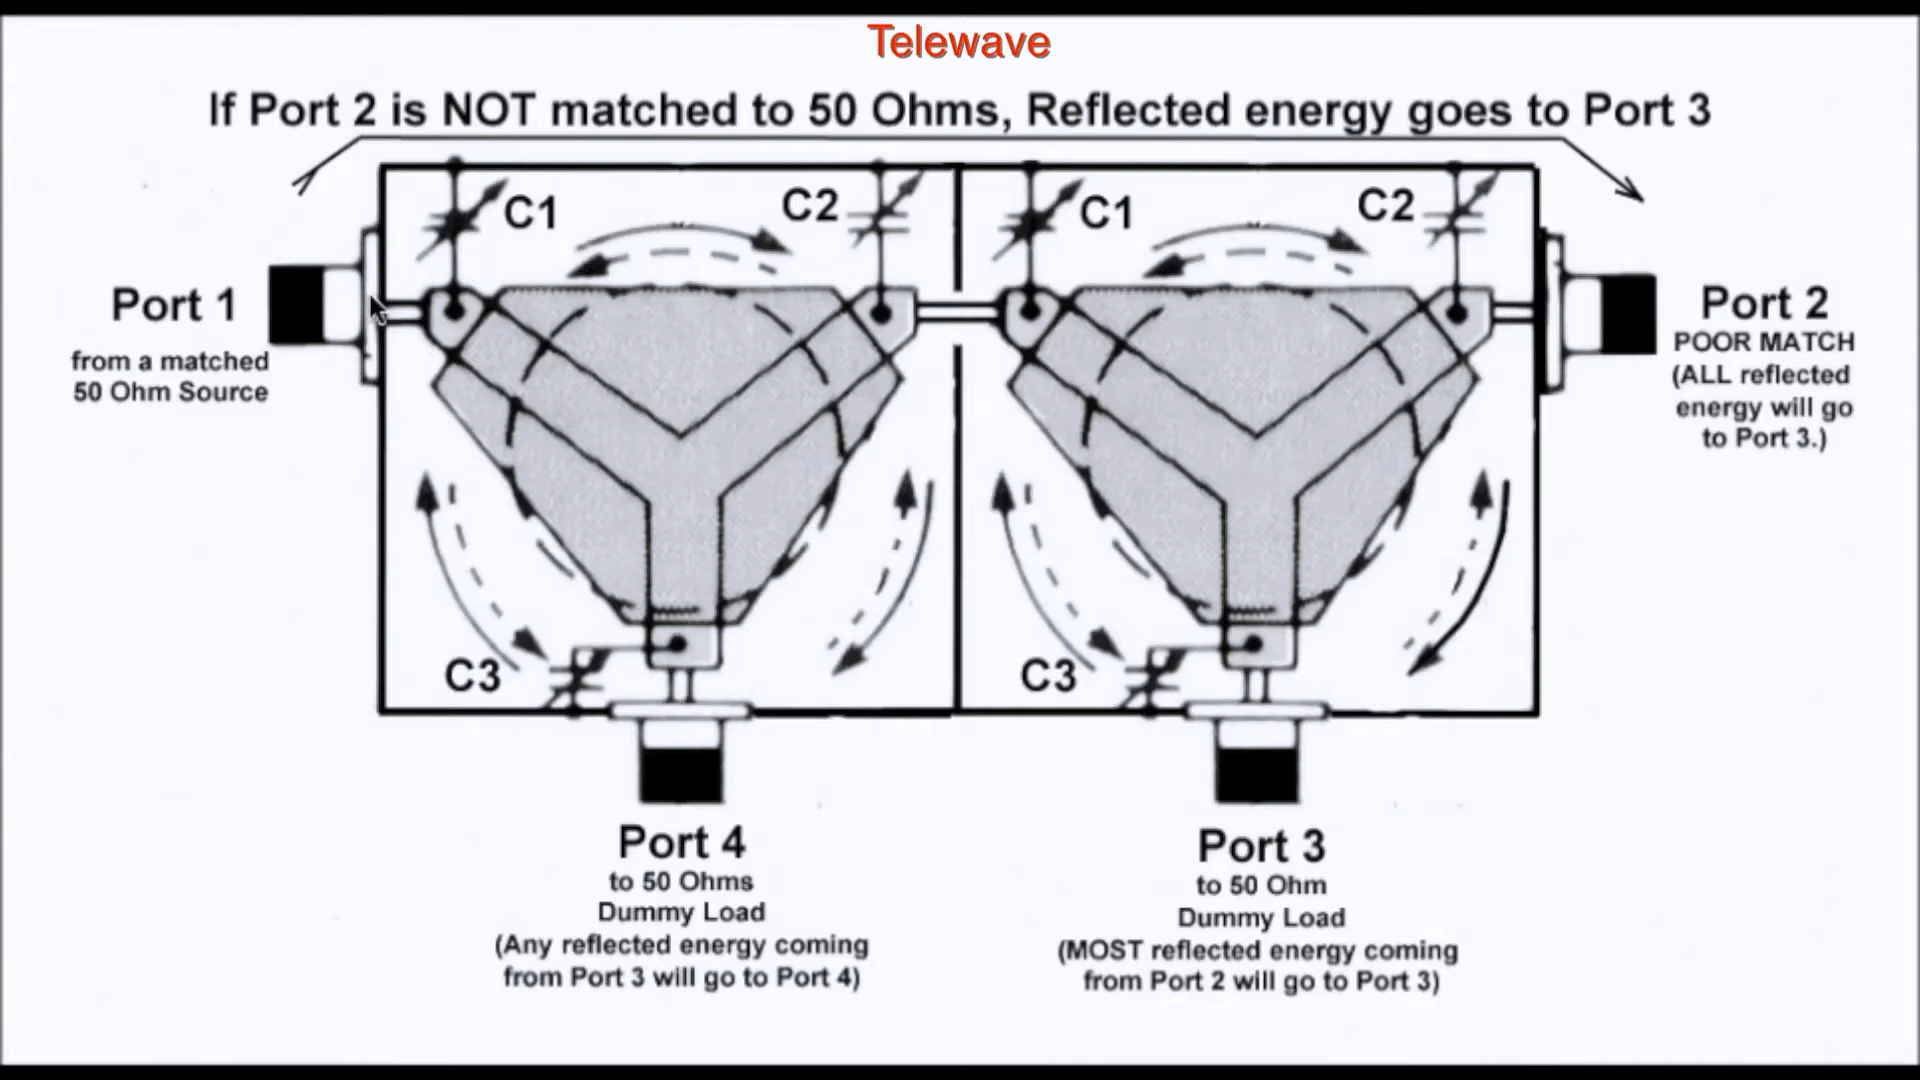 Telewave
If Port 2 is NOT matched to 50 Ohms, Reflected energy goes to Port 3
C1
C2
C1
C2
Port 1
from a matched
50 Ohm Source
Port 2
POOR MATCH
(ALL reflected
energy will go
to Port 3.)
C3
C3
Port 4
to 50 Ohms
Dummy Load
(Any reflected energy coming
from Port 3 will go to Port 4)
Port 3
to 50 Ohm
Dummy Load
(MOST reflected energy coming
from Port 2 will go to Port 3)